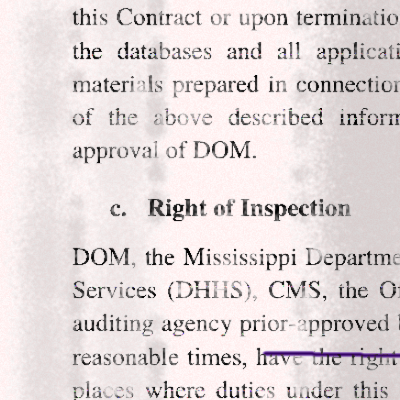 this Contract or upon terminatio
the databases and all applicati
materials prepared in connection
of the above described inform
approval of DOM.
c. Right of Inspection
DOM, the Mississippi Departme
Services (DHHS), CMS, the Of
auditing agency prior-approved b
reasonable times, have the right
places where duties under this